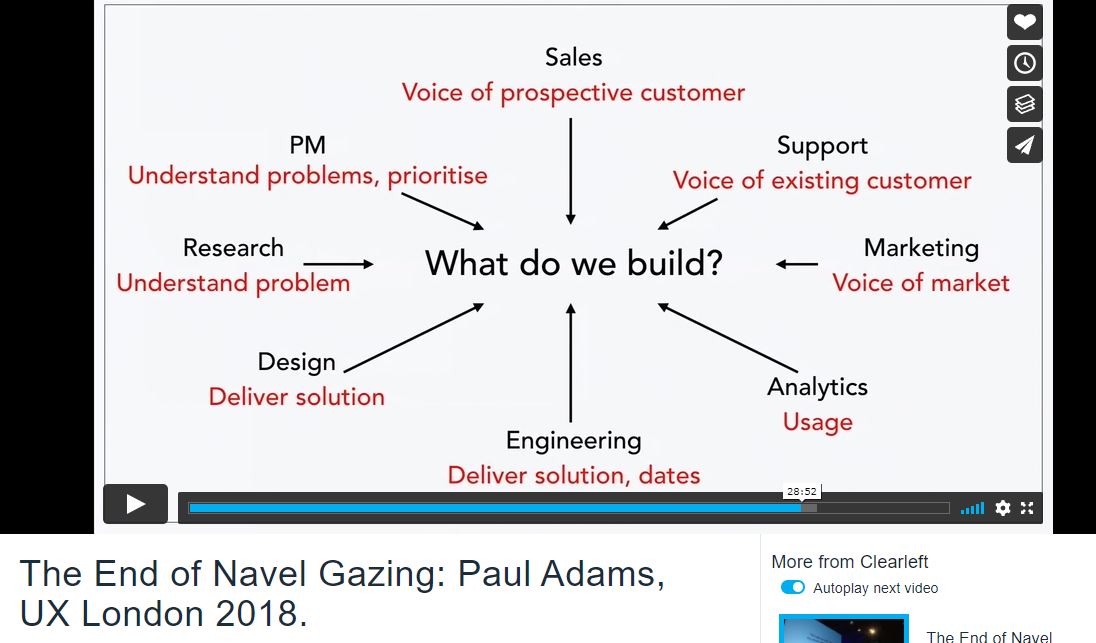 Sales
Voice of prospective customer
PM
Understand problems, prioritise
Support
Voice of existing customer
Research
Understand problem
What do we build?
Marketing
Voice of market
Design
Deliver solution
Analytics
Usage
Engineering
Deliver solution, dates
28:52
The End of Navel Gazing: Paul Adams,
UX London 2018.
More from Clearleft
Autoplay next video
The End of Navel